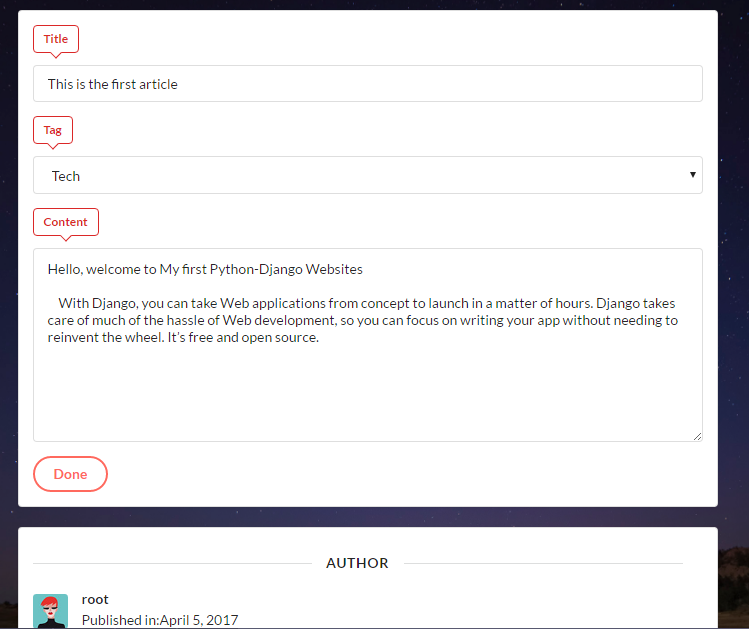 Title
This is the first article
Tag
Tech
Content
Hello, welcome to My first Python-Django Websites
With Django, you can take Web applications from concept to launch in a matter of hours. Django takes
care of much of the hassle of Web development, so you can focus on writing your app without needing to
reinvent the wheel. It’s free and open source.
Done
AUTHOR
root
Published in:April 5, 2017